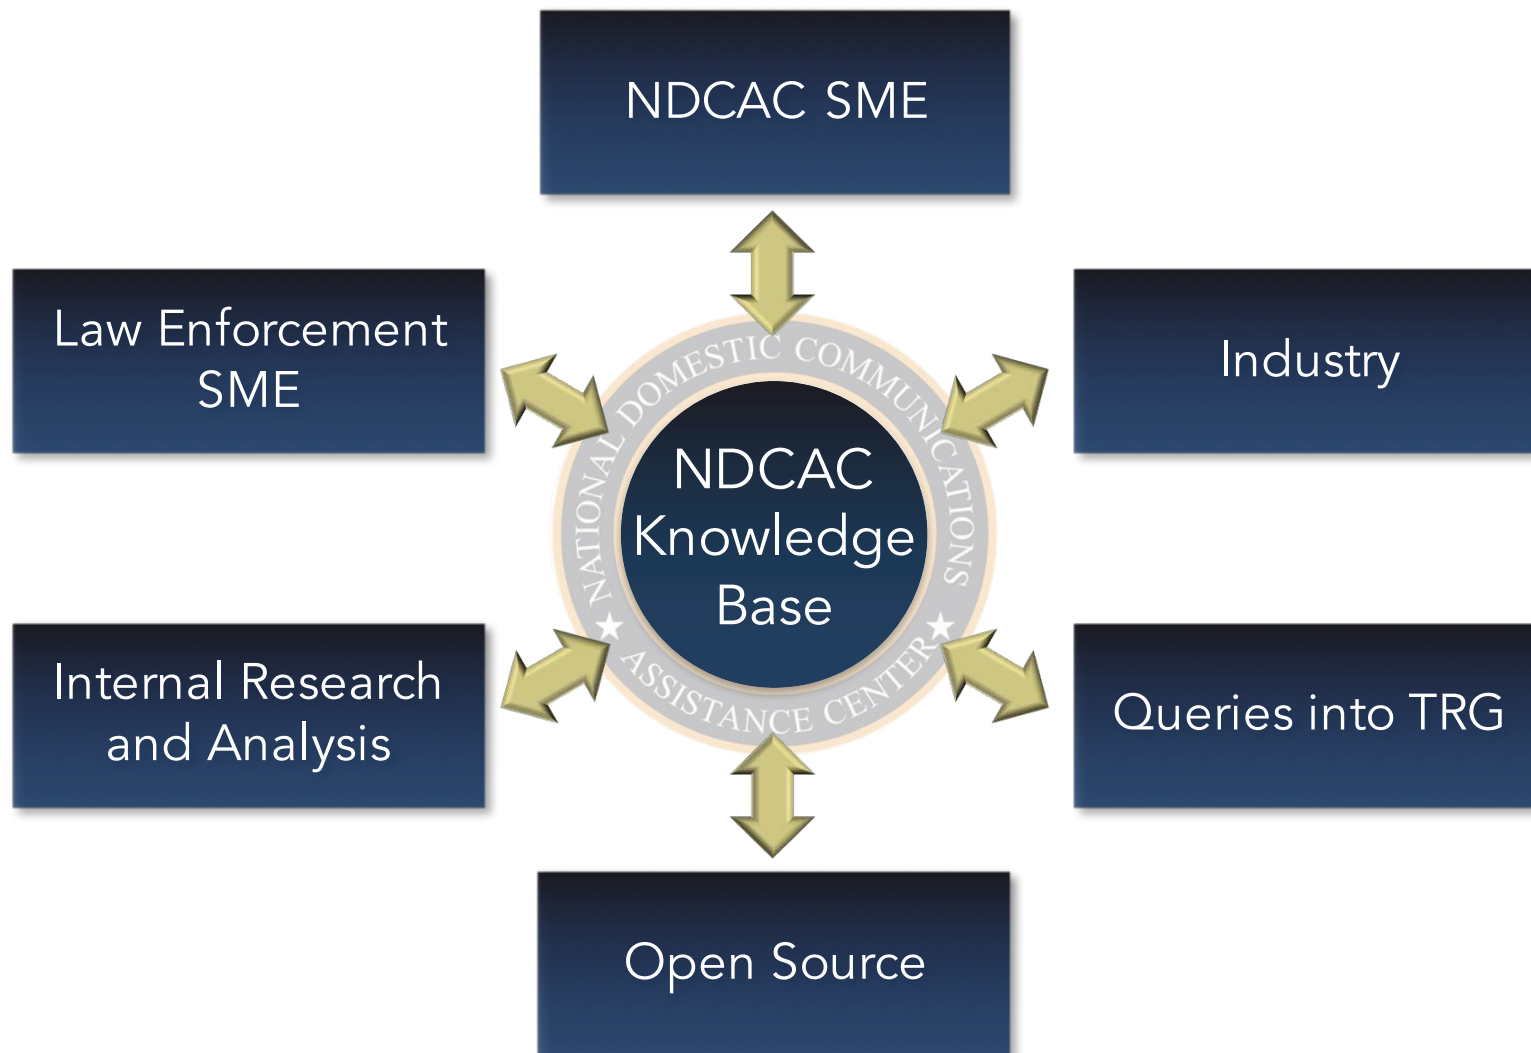 NDCAC SME
Law Enforcement
SME
Industry
NATIONAL DOMESTIC COMMUNICATIONS
ASSISTANCE CENTER
NDCAC
Knowledge
Base
Internal Research
and Analysis
Queries into TRG
Open Source